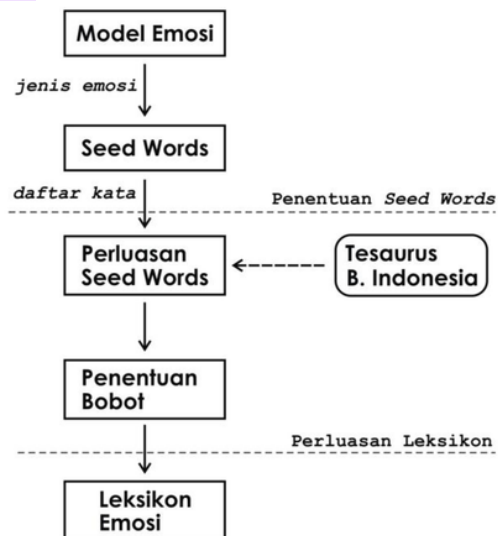 Model Emosi
jenis emosi
Seed Words
daftar kata
Penentuan Seed Words
Perluasan
Seed Words
Tesaurus
B. Indonesia
Penentuan
Bobot
Perluasan Leksikon
Leksikon
Emosi